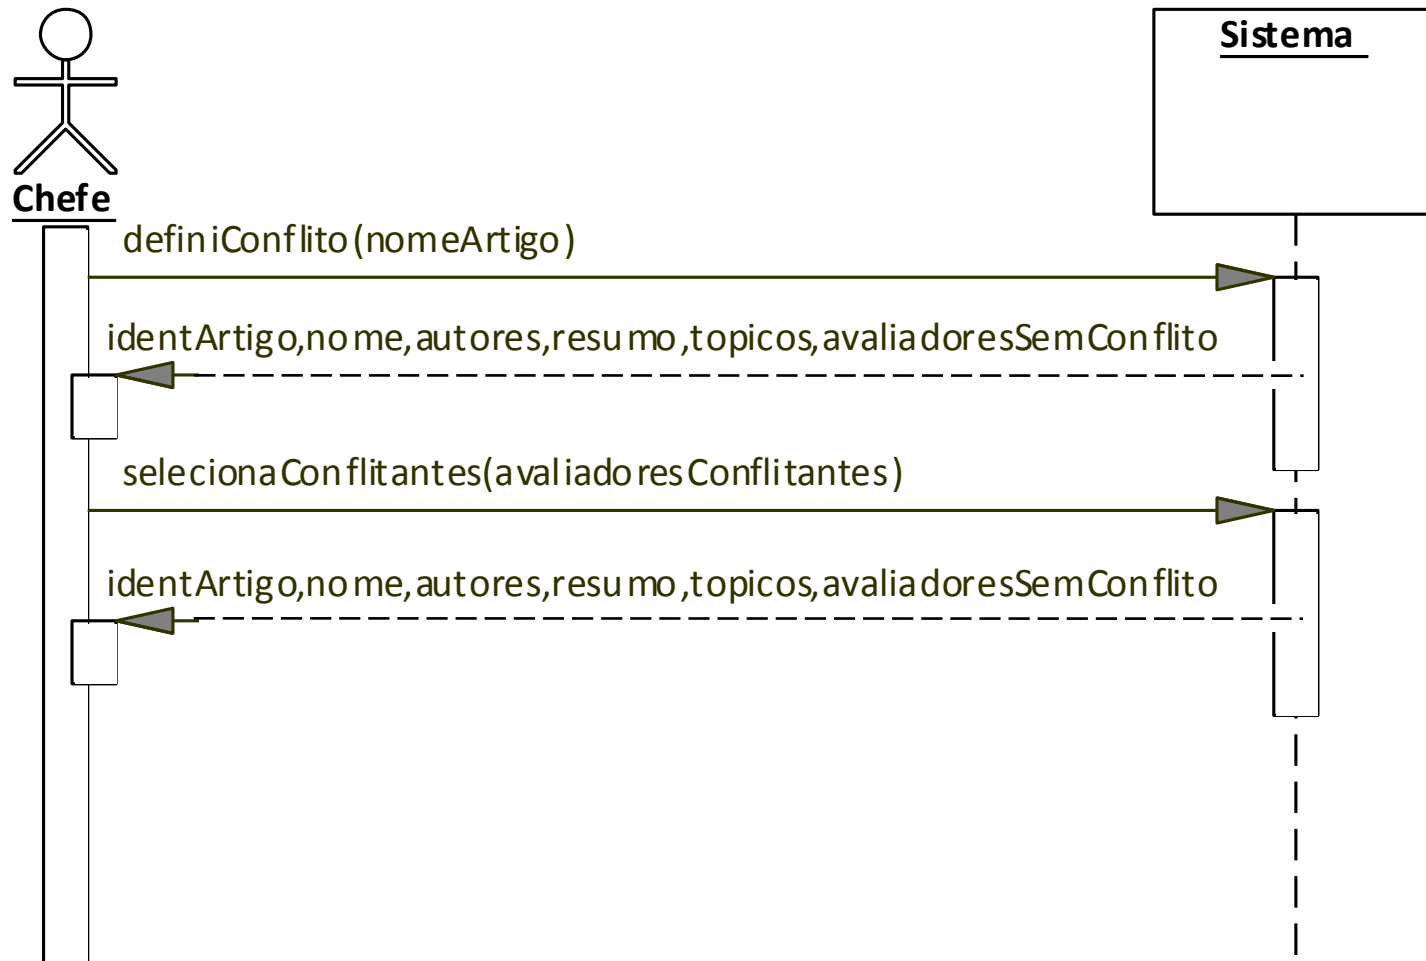 Sistema
Chefe
definiConflito(nomeArtigo)
identArtigo,nome,autores,resumo,topicos,avaliadoresSemConflito
selecionaConflitantes(avaliadoresConflitantes)
identArtigo,nome,autores,resumo,topicos,avaliadoresSemConflito